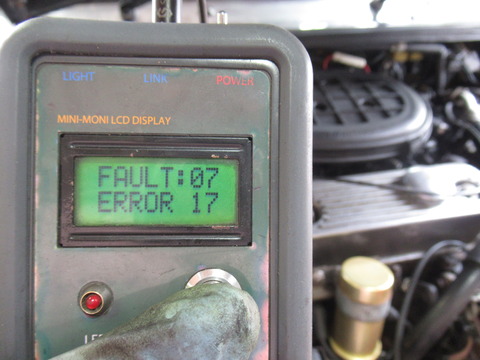 LIGHT LINK POWER
MINI-MONI LCD DISPLAY
FAULT:07
ERROR 17